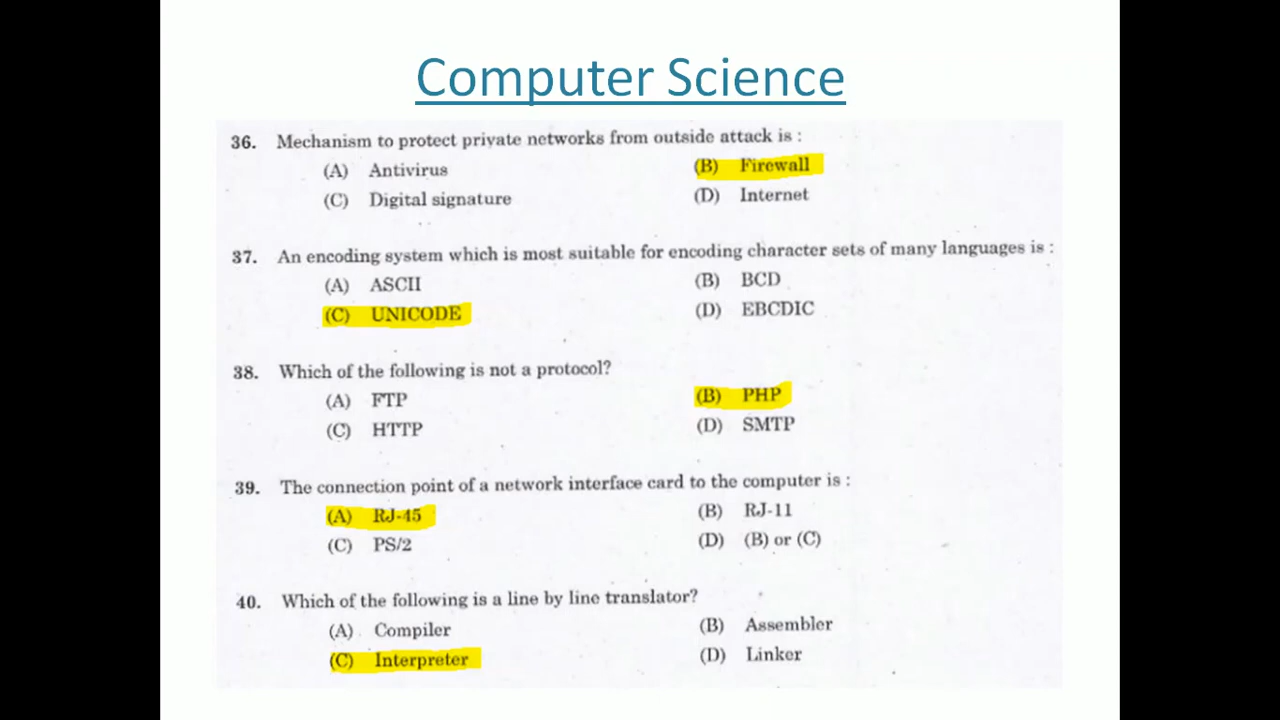 Computer Science
36. Mechanism to protect private networks from outside attack is :
(A) Antivirus (B) Firewall
(C) Digital signature (D) Internet
37. An encoding system which is most suitable for encoding character sets of many languages is :
(A) ASCII (B) BCD
(C) UNICODE (D) EBCDIC
38. Which of the following is not a protocol?
(A) FTP (B) PHP
(C) HTTP (D) SMTP
39. The connection point of a network interface card to the computer is :
(A) RJ-45 (B) RJ-11
(C) PS/2 (D) (B) or (C)
40. Which of the following is a line by line translator?
(A) Compiler (B) Assembler
(C) Interpreter (D) Linker